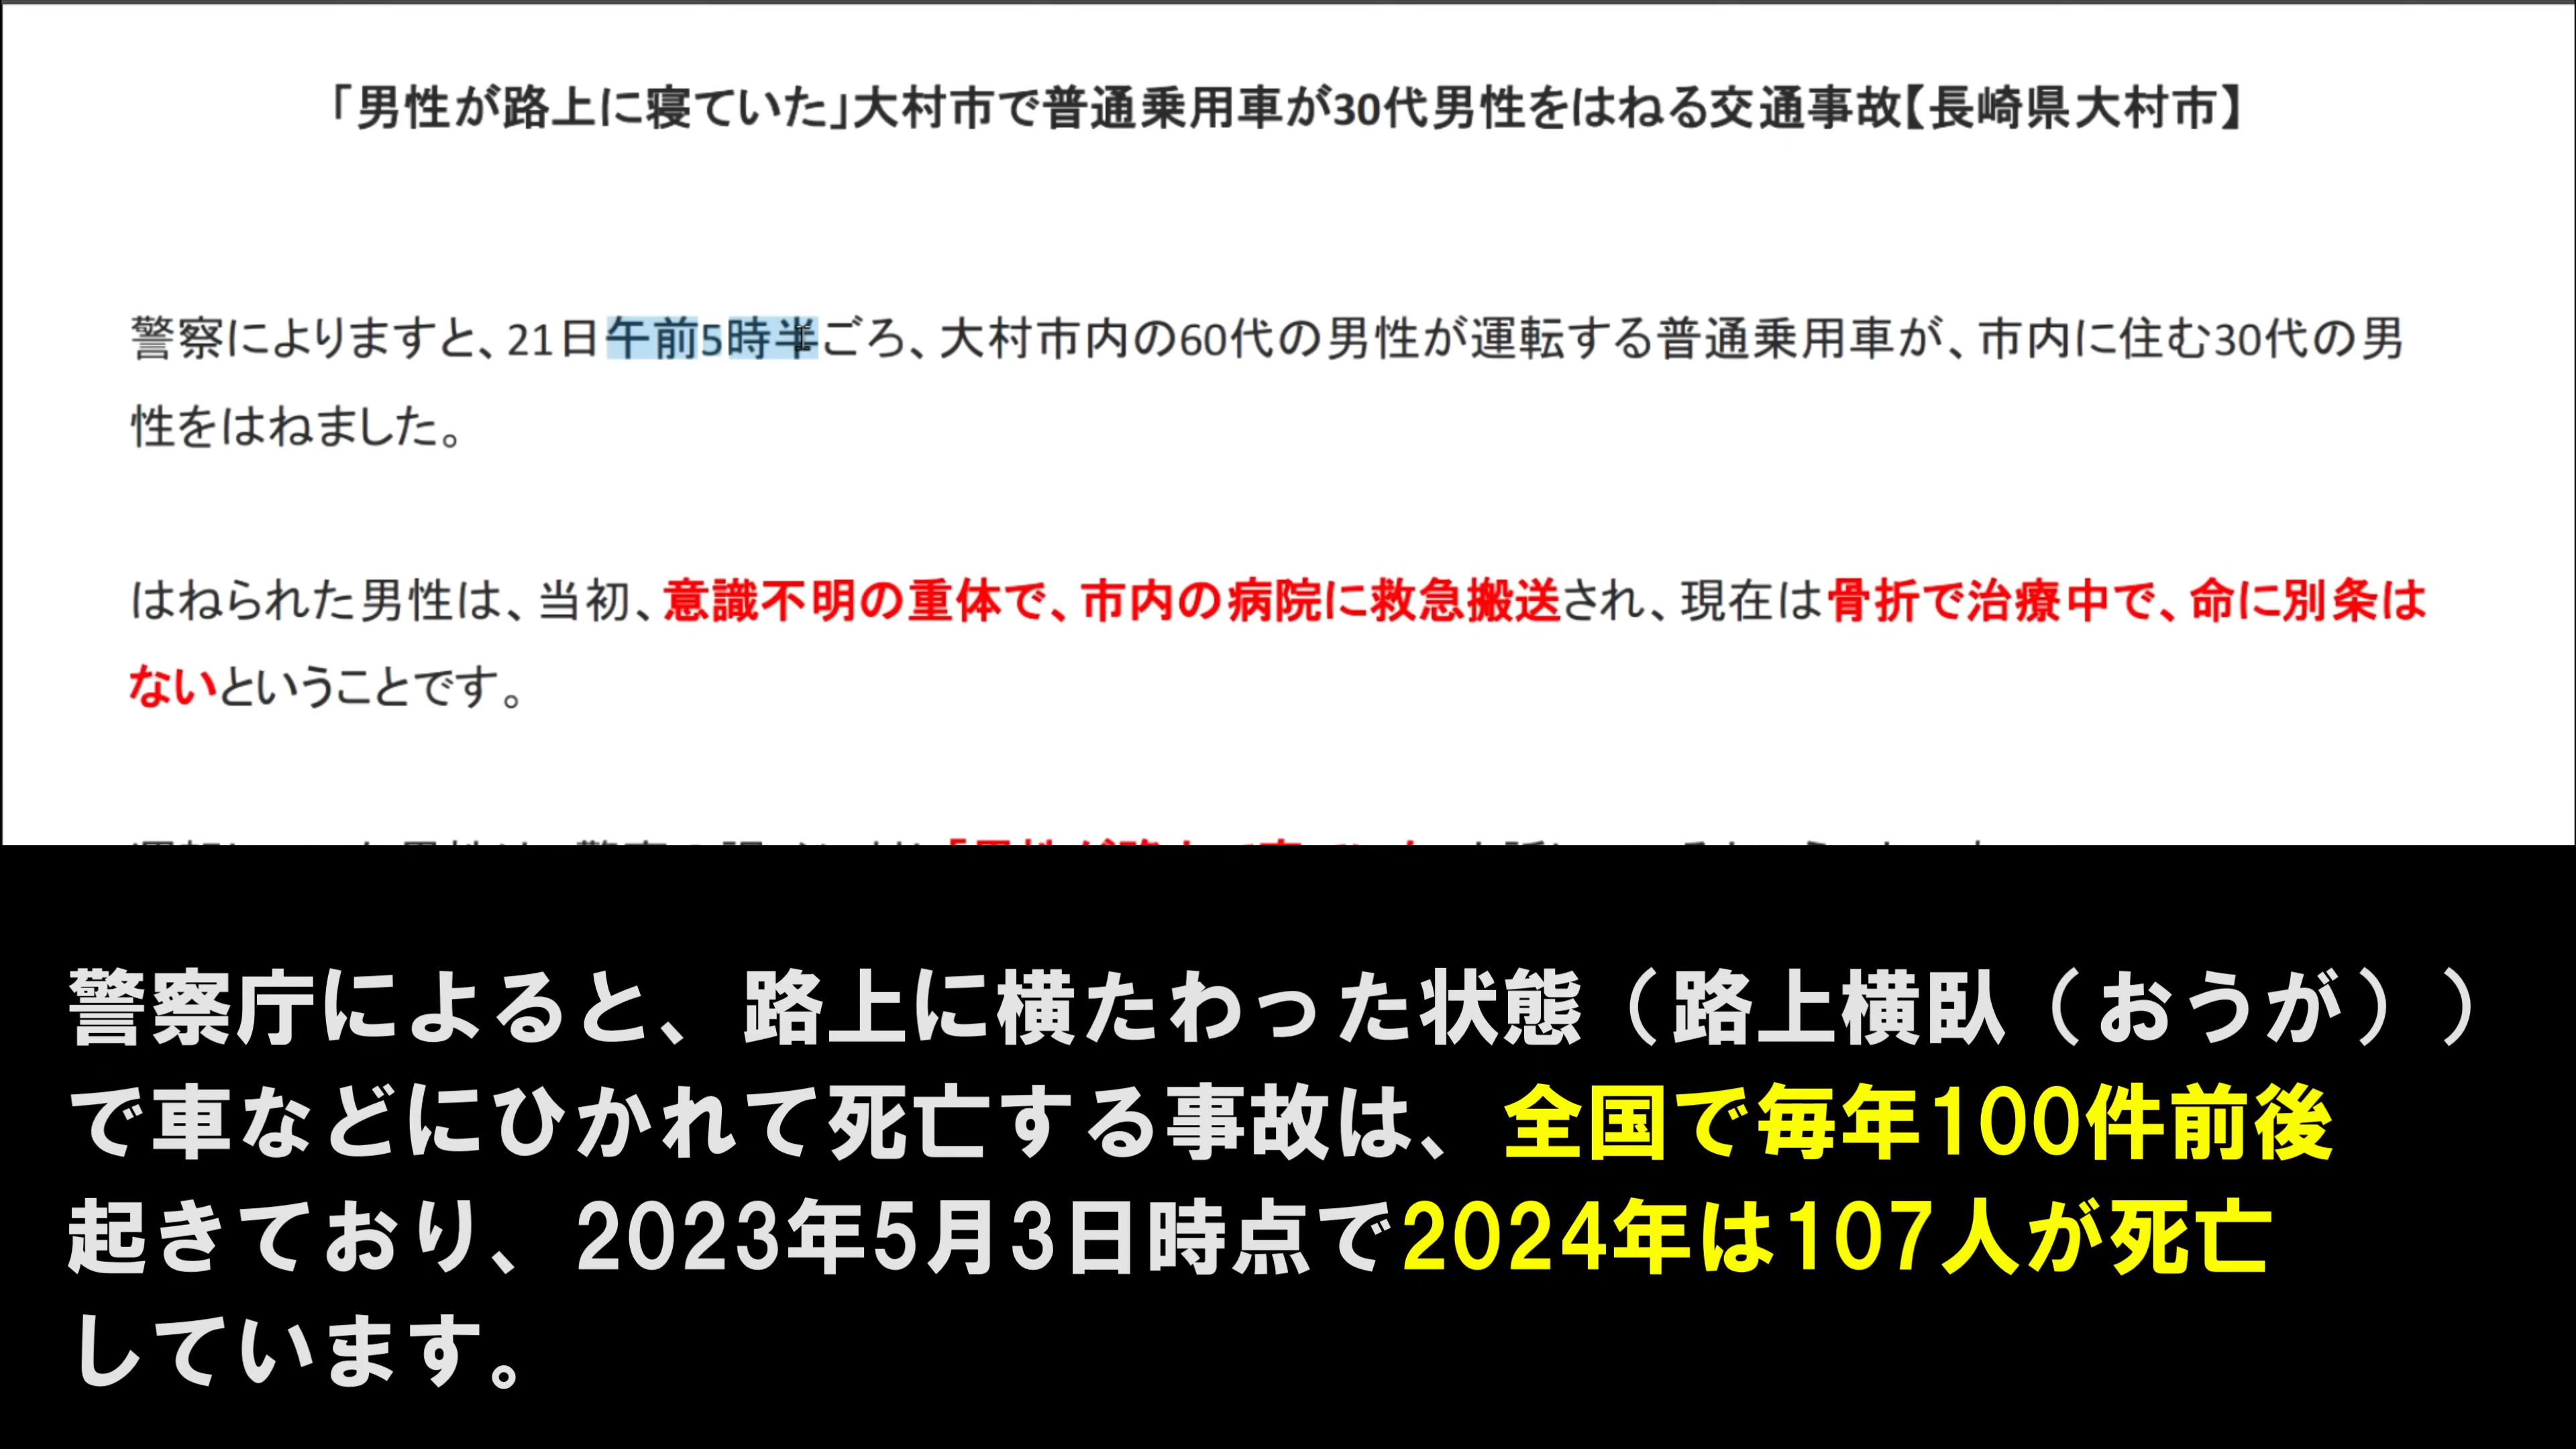 「男性が路上に寝ていた」大村市で普通乗用車が30代男性をはねる交通事故【長崎県大村市】
警察によりますと、21日午前5時半ごろ、大村市内の60代の男性が運転する普通乗用車が、市内に住む30代の男
性をはねました。
はねられた男性は、当初、意識不明の重体で、市内の病院に救急搬送され、現在は骨折で治療中で、命に別条は
ないということです。
警察庁によると、路上に横たわった状態（路上横臥（おうが））
で車などにひかれて死亡する事故は、全国で毎年100件前後
起きており、2023年5月3日時点で2024年は107人が死亡
しています。